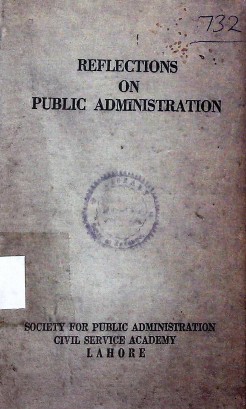 732
REFLECTIONS
ON
PUBLIC ADMINISTRATION
SOCIETY FOR PUBLIC ADMINISTRATION
CIVIL SERVICE ACADEMY
LAHORE